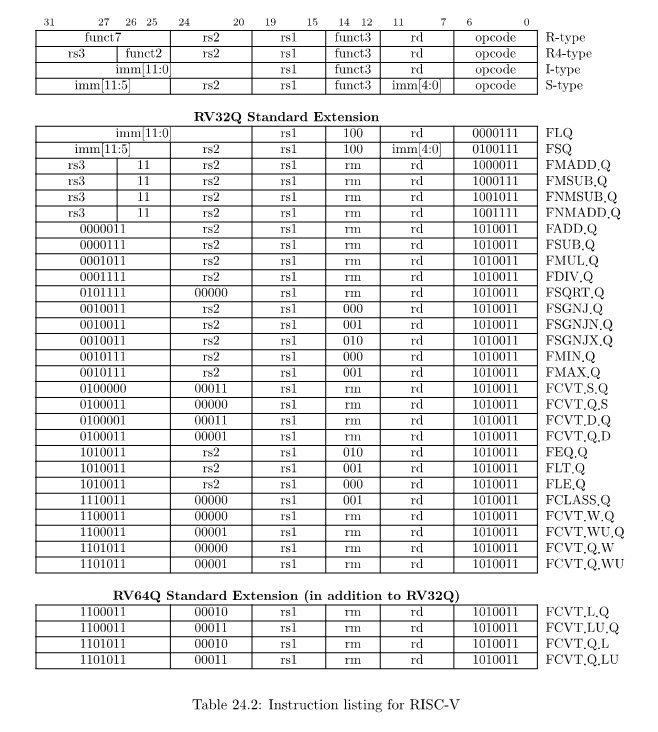 31 27 26 25 24 20 19 15 14 12 11 7 6 0
funct7 rs2 rs1 funct3 rd opcode R-type
rs3 funct2 rs2 rs1 funct3 rd opcode R4-type
imm[11:0] rs1 funct3 rd opcode I-type
imm[11:5] rs2 rs1 funct3 imm[4:0] opcode S-type
RV32Q Standard Extension
imm[11:0] rs1 100 rd 0000111 FLQ
imm[11:5] rs2 rs1 100 imm[4:0] 0100111 FSQ
rs3 11 rs2 rs1 rm rd 1000011 FMADD.Q
rs3 11 rs2 rs1 rm rd 1000111 FMSUB.Q
rs3 11 rs2 rs1 rm rd 1001011 FNMSUB.Q
rs3 11 rs2 rs1 rm rd 1001111 FNMADD.Q
0000011 rs2 rs1 rm rd 1010011 FADD.Q
0000111 rs2 rs1 rm rd 1010011 FSUB.Q
0001011 rs2 rs1 rm rd 1010011 FMUL.Q
0001111 rs2 rs1 rm rd 1010011 FDIV.Q
0101111 00000 rs1 rm rd 1010011 FSQRT.Q
0010011 rs2 rs1 000 rd 1010011 FSGNJ.Q
0010011 rs2 rs1 001 rd 1010011 FSGNJN.Q
0010011 rs2 rs1 010 rd 1010011 FSGNJX.Q
0010111 rs2 rs1 000 rd 1010011 FMIN.Q
0010111 rs2 rs1 001 rd 1010011 FMAX.Q
0100000 00011 rs1 rm rd 1010011 FCVT.S.Q
0100011 00000 rs1 rm rd 1010011 FCVT.Q.S
0100001 00011 rs1 rm rd 1010011 FCVT.D.Q
0100011 00001 rs1 rm rd 1010011 FCVT.Q.D
1010011 rs2 rs1 010 rd 1010011 FEQ.Q
1010011 rs2 rs1 001 rd 1010011 FLT.Q
1010011 rs2 rs1 000 rd 1010011 FLE.Q
1110011 00000 rs1 001 rd 1010011 FCLASS.Q
1100011 00000 rs1 rm rd 1010011 FCVT.W.Q
1100011 00001 rs1 rm rd 1010011 FCVT.WU.Q
1101011 00000 rs1 rm rd 1010011 FCVT.Q.W
1101011 00001 rs1 rm rd 1010011 FCVT.Q.WU
RV64Q Standard Extension (in addition to RV32Q)
1100011 00010 rs1 rm rd 1010011 FCVT.L.Q
1100011 00011 rs1 rm rd 1010011 FCVT.LU.Q
1101011 00010 rs1 rm rd 1010011 FCVT.Q.L
1101011 00011 rs1 rm rd 1010011 FCVT.Q.LU
Table 24.2: Instruction listing for RISC-V